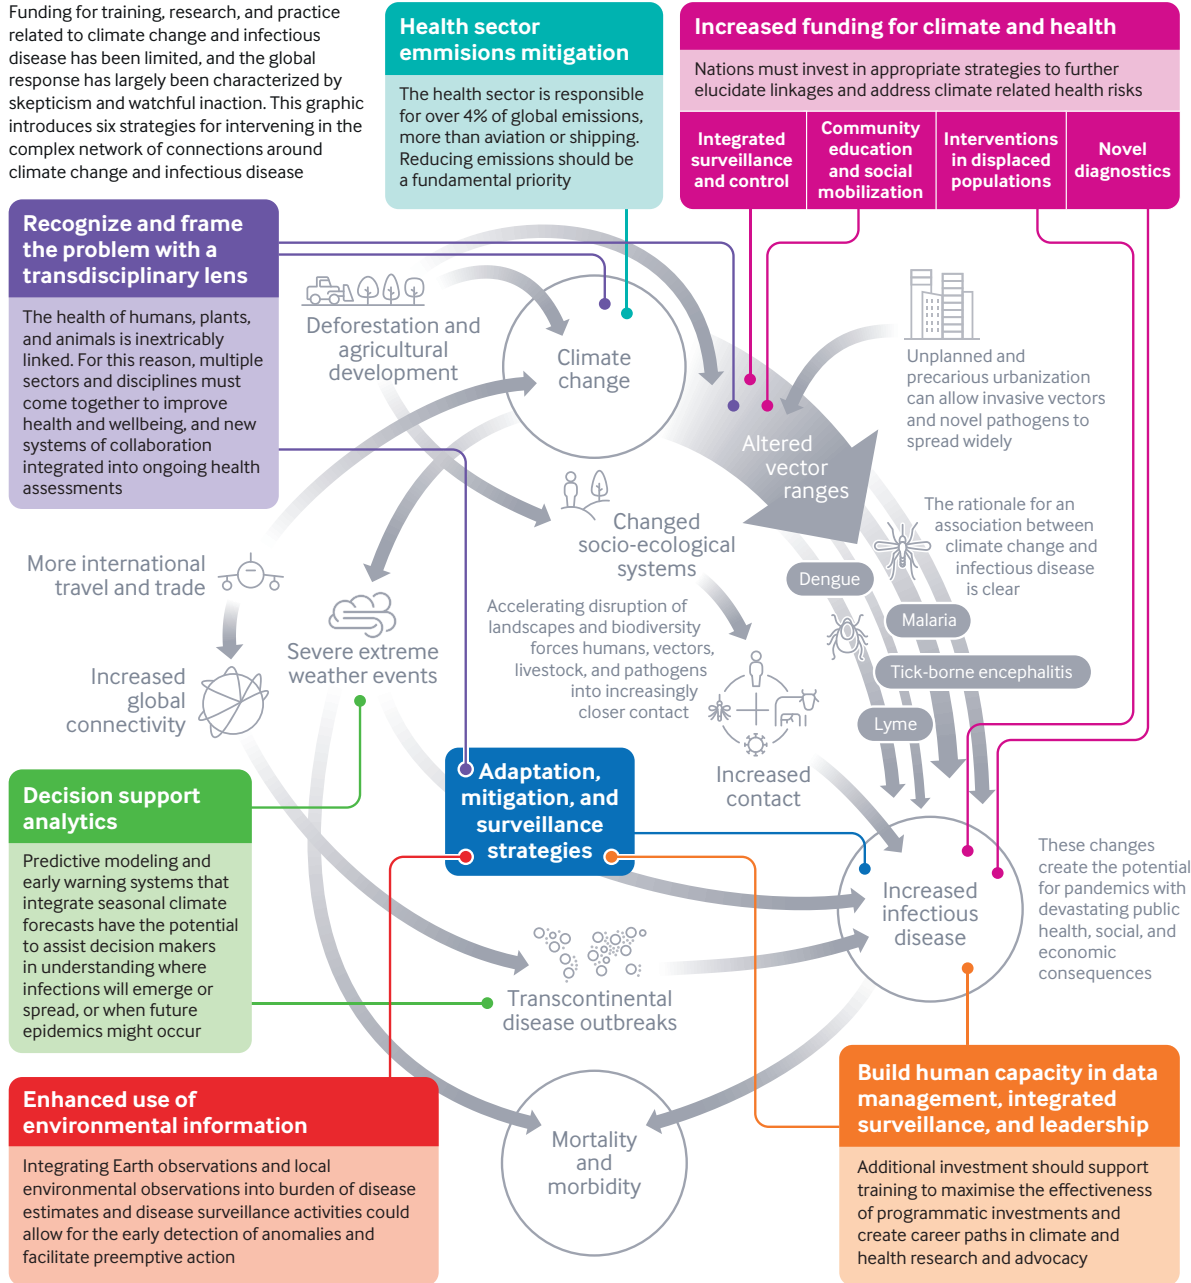 Funding for training, research, and practice
related to climate change and infectious
disease has been limited, and the global
response has largely been characterized by
skepticism and watchful inaction. This graphic
introduces six strategies for intervening in the
complex network of connections around
climate change and infectious disease
Health sector
emmisions mitigation
The health sector is responsible
for over 4% of global emissions,
more than aviation or shipping.
Reducing emissions should be
a fundamental priority
Increased funding for climate and health
Nations must invest in appropriate strategies to further
elucidate linkages and address climate related health risks
Integrated
surveillance
and control
Community
education
and social
mobilization
Interventions
in displaced
populations
Novel
diagnostics
Recognize and frame
the problem with a
transdisciplinary lens
The health of humans, plants,
and animals is inextricably
linked. For this reason, multiple
sectors and disciplines must
come together to improve
health and wellbeing, and new
systems of collaboration
integrated into ongoing health
assessments
Deforestation and
agricultural
development
Climate
change
Unplanned and
precarious urbanization
can allow invasive vectors
and novel pathogens to
spread widely
Altered
vector
ranges
Changed
socio-ecological
systems
The rationale for an
association between
climate change and
infectious disease
is clear
More international
travel and trade
Dengue
Malaria
Tick-borne encephalitis
Lyme
Accelerating disruption of
landscapes and biodiversity
forces humans, vectors,
livestock, and pathogens
into increasingly
closer contact
Severe extreme
weather events
Increased
global
connectivity
Increased
contact
Adaptation,
mitigation, and
surveillance
strategies
Decision support
analytics
Predictive modeling and
early warning systems that
integrate seasonal climate
forecasts have the potential
to assist decision makers
in understanding where
infections will emerge or
spread, or when future
epidemics might occur
Increased
infectious
disease
These changes
create the potential
for pandemics with
devastating public
health, social, and
economic
consequences
Transcontinental
disease outbreaks
Enhanced use of
environmental information
Integrating Earth observations and local
environmental observations into burden of disease
estimates and disease surveillance activities could
allow for the early detection of anomalies and
facilitate preemptive action
Mortality
and
morbidity
Build human capacity in data
management, integrated
surveillance, and leadership
Additional investment should support
training to maximise the effectiveness
of programmatic investments and
create career paths in climate and
health research and advocacy